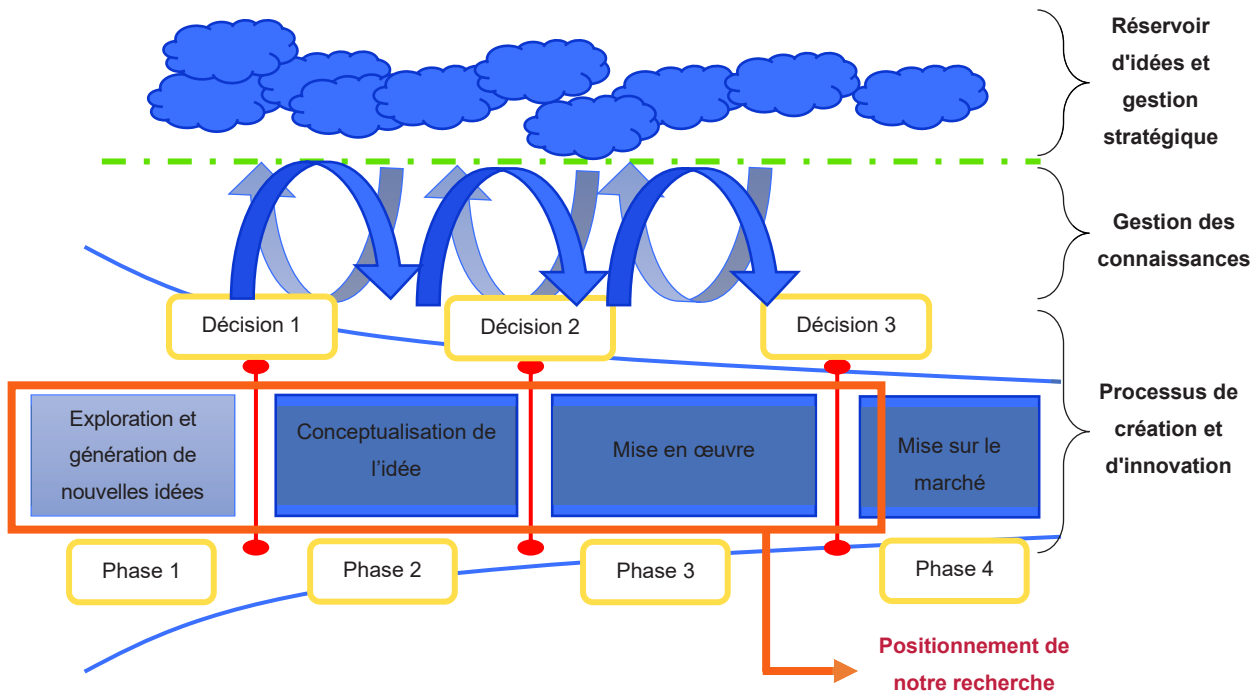 Réservoir
d'idées et
gestion
stratégique
Gestion des
connaissances
Décision 1
Décision 2
Décision 3
Processus de
création et
d'innovation
Exploration et
génération de
nouvelles idées
Conceptualisation de
l’idée
Mise en œuvre
Mise sur le
marché
Phase 1
Phase 2
Phase 3
Phase 4
Positionnement de
notre recherche